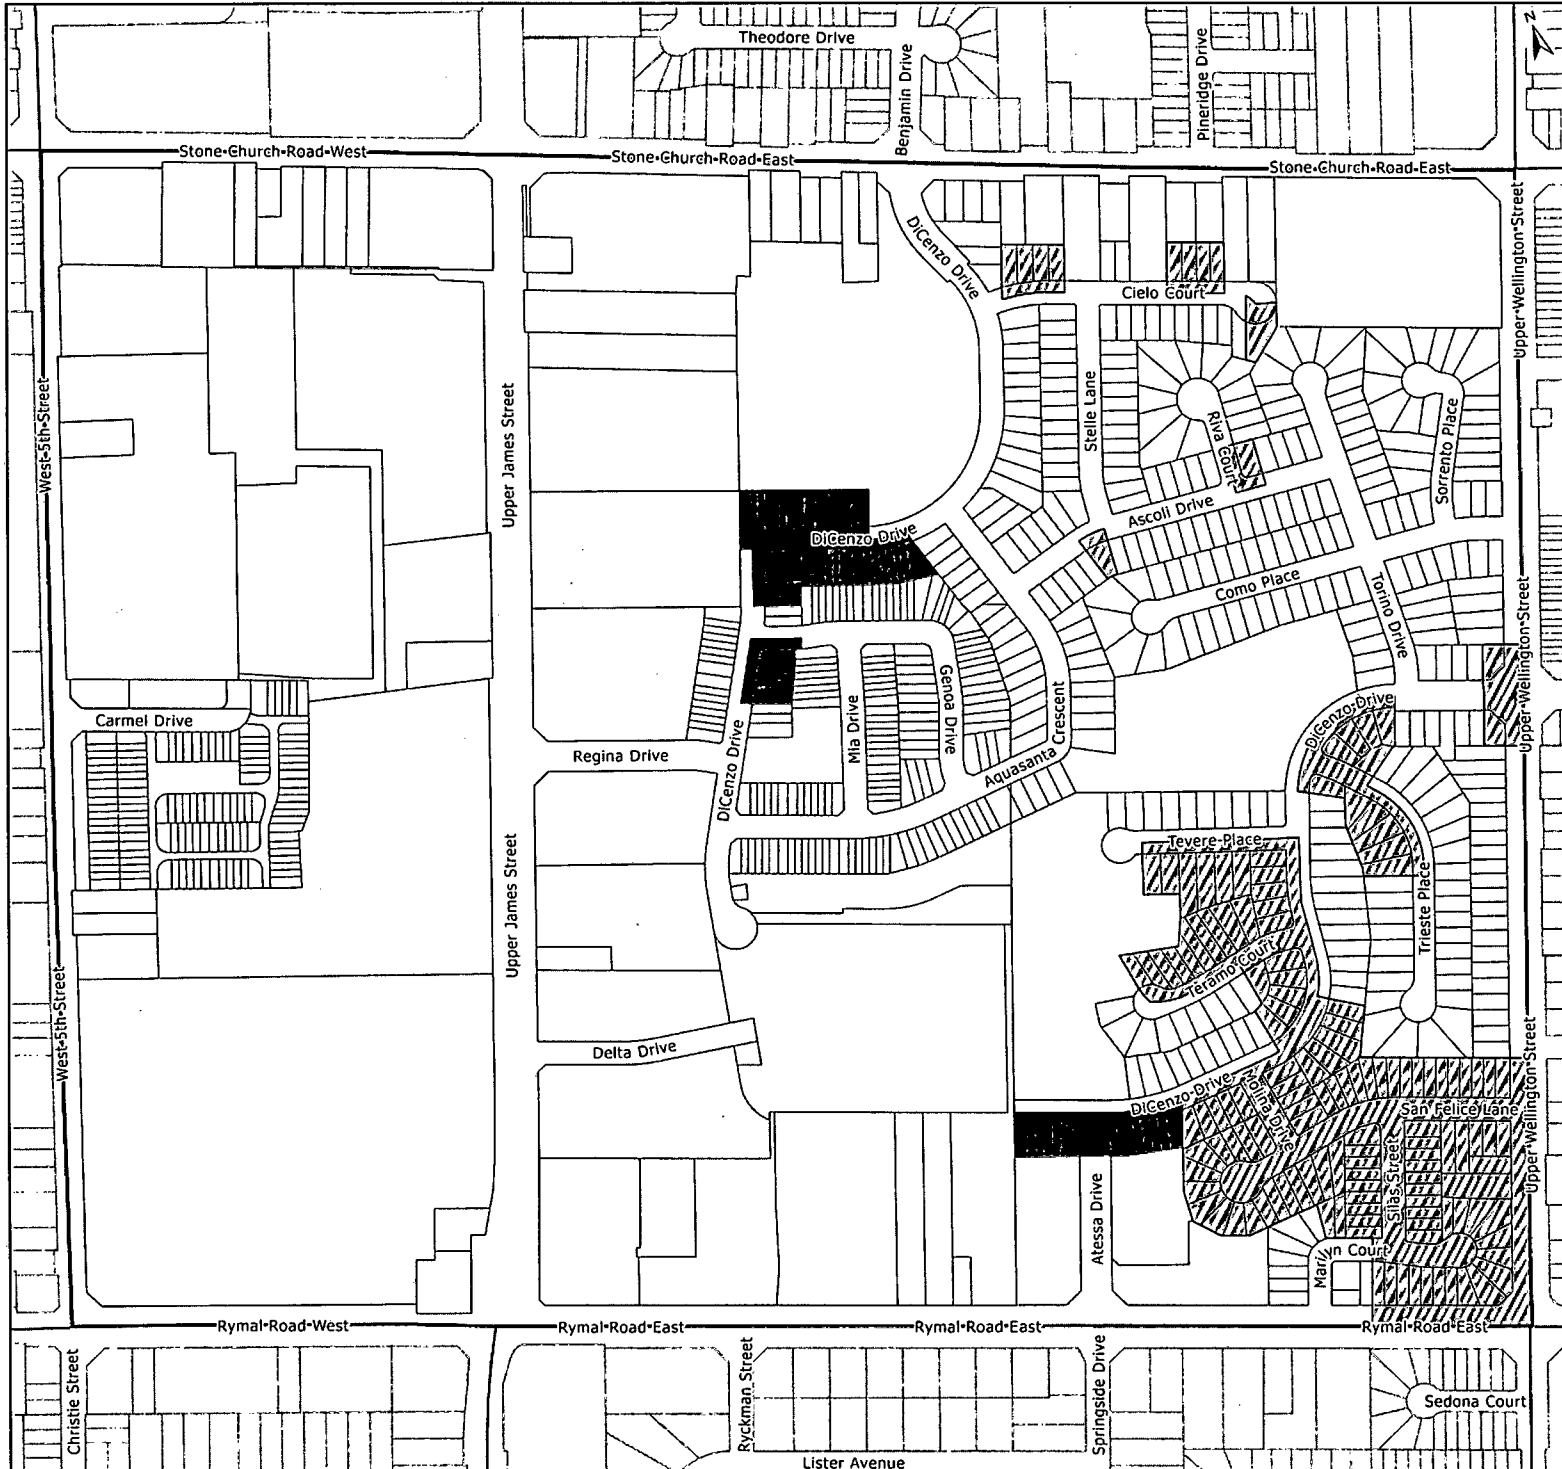 Theodore Drive
Benjamin Drive
Pineridge Drive
N
Stone Church Road West
Stone Church Road East
Stone Church Road East
Upper Wellington Street
DiCenzo Drive
Cielo Court
West 5th Street
Upper James Street
Stelle Lane
Riva Court
Sorrento Place
Ascoli Drive
DiCenzo Drive
Como Place
Torino Drive
Upper Wellington Street
Carmel Drive
Regina Drive
DiCenzo Drive
Mia Drive
Genoa Drive
Aquasanta Crescent
DiCenzo Drive
Tevere Place
Trieste Place
Upper James Street
West 5th Street
Teramo Court
Delta Drive
DiCenzo Drive
Molina Drive
San Felice Lane
Upper Wellington Street
Silas Street
Atessa Drive
Marilyn Court
Rymal Road West
Rymal Road East
Rymal Road East
Rymal Road East
Christie Street
Ryckman Street
Springside Drive
Sedona Court
Lister Avenue